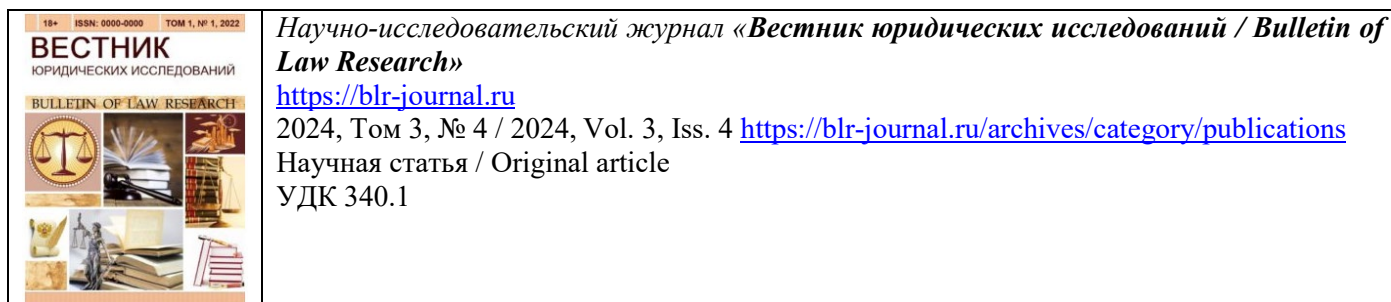 18+ ISSN: 0000-0000 ТОМ 1, № 1, 2022
ВЕСТНИК
ЮРИДИЧЕСКИХ ИССЛЕДОВАНИЙ
BULLETIN OF LAW RESEARCH
Научно-исследовательский журнал «Вестник юридических исследований / Bulletin of
Law Research»
https://blr-journal.ru
2024, Том 3, № 4 / 2024, Vol. 3, Iss. 4 https://blr-journal.ru/archives/category/publications
Научная статья / Original article
УДК 340.1